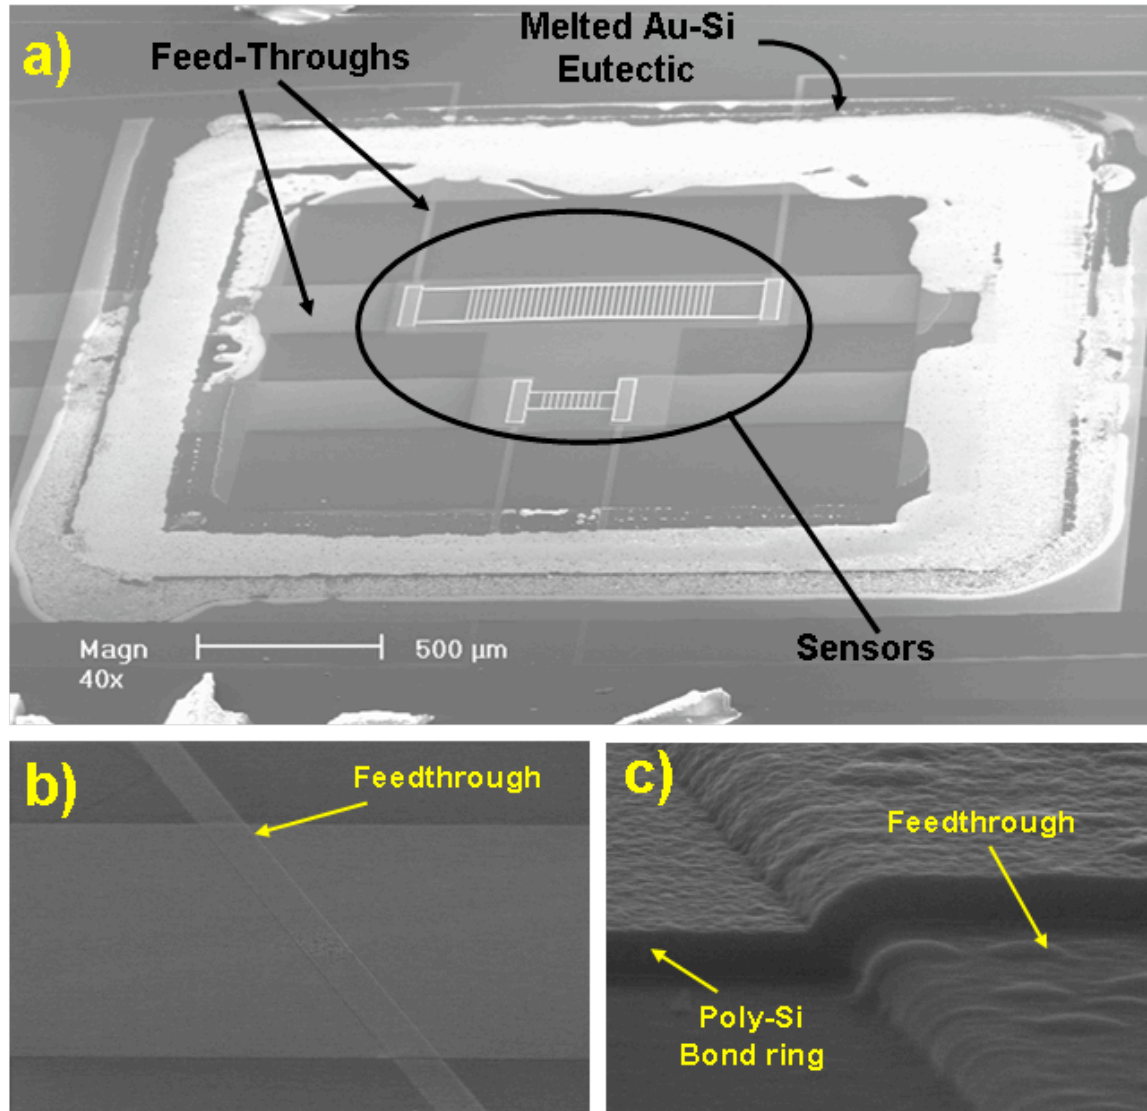 a)
Feed-Throughs
Melted Au-Si
Eutectic
Sensors
Magn
40x
500 µm
b)
Feedthrough
c)
Feedthrough
Poly-Si
Bond ring